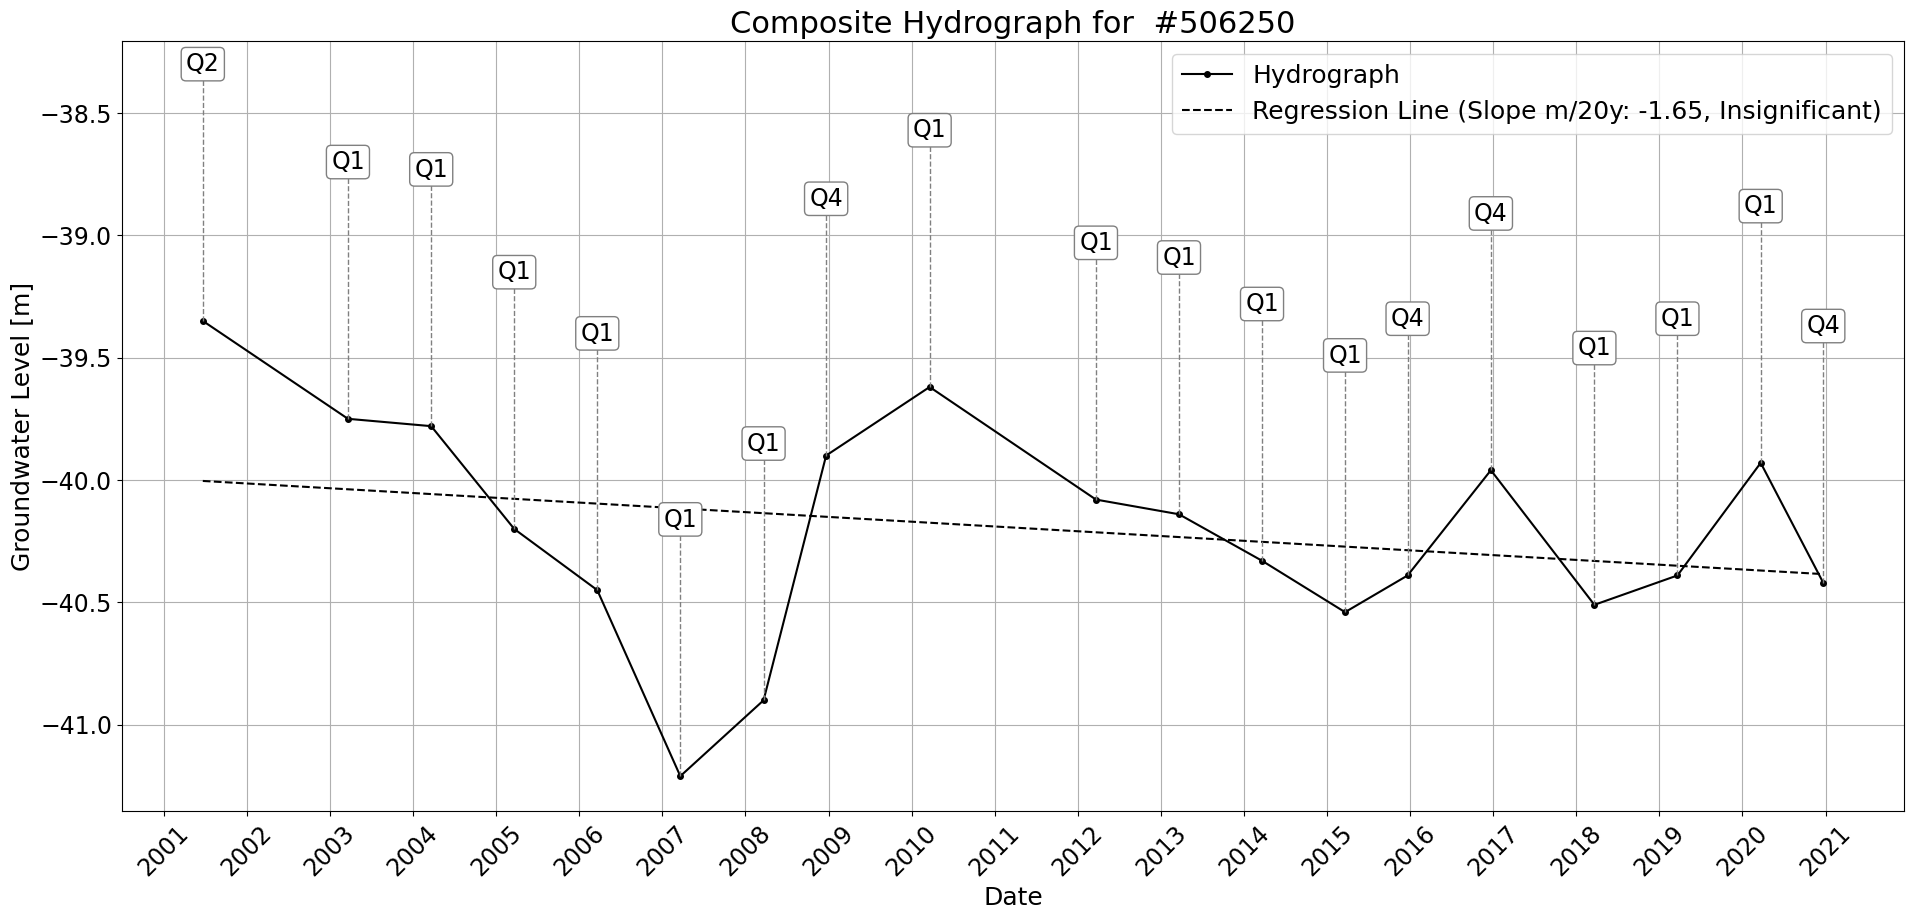 Composite Hydrograph for  #506250
Hydrograph
Regression Line (Slope m/20y: -1.65, Insignificant)
Q2
Q1
Q1
Q1
Q1
Q1
Q1
Q4
Q1
Q1
Q1
Q1
Q1
Q4
Q4
Q1
Q1
Q1
Q4
Groundwater Level [m]
−38.5
−39.0
−39.5
−40.0
−40.5
−41.0
2001
2002
2003
2004
2005
2006
2007
2008
2009
2010
2011
2012
2013
2014
2015
2016
2017
2018
2019
2020
2021
Date